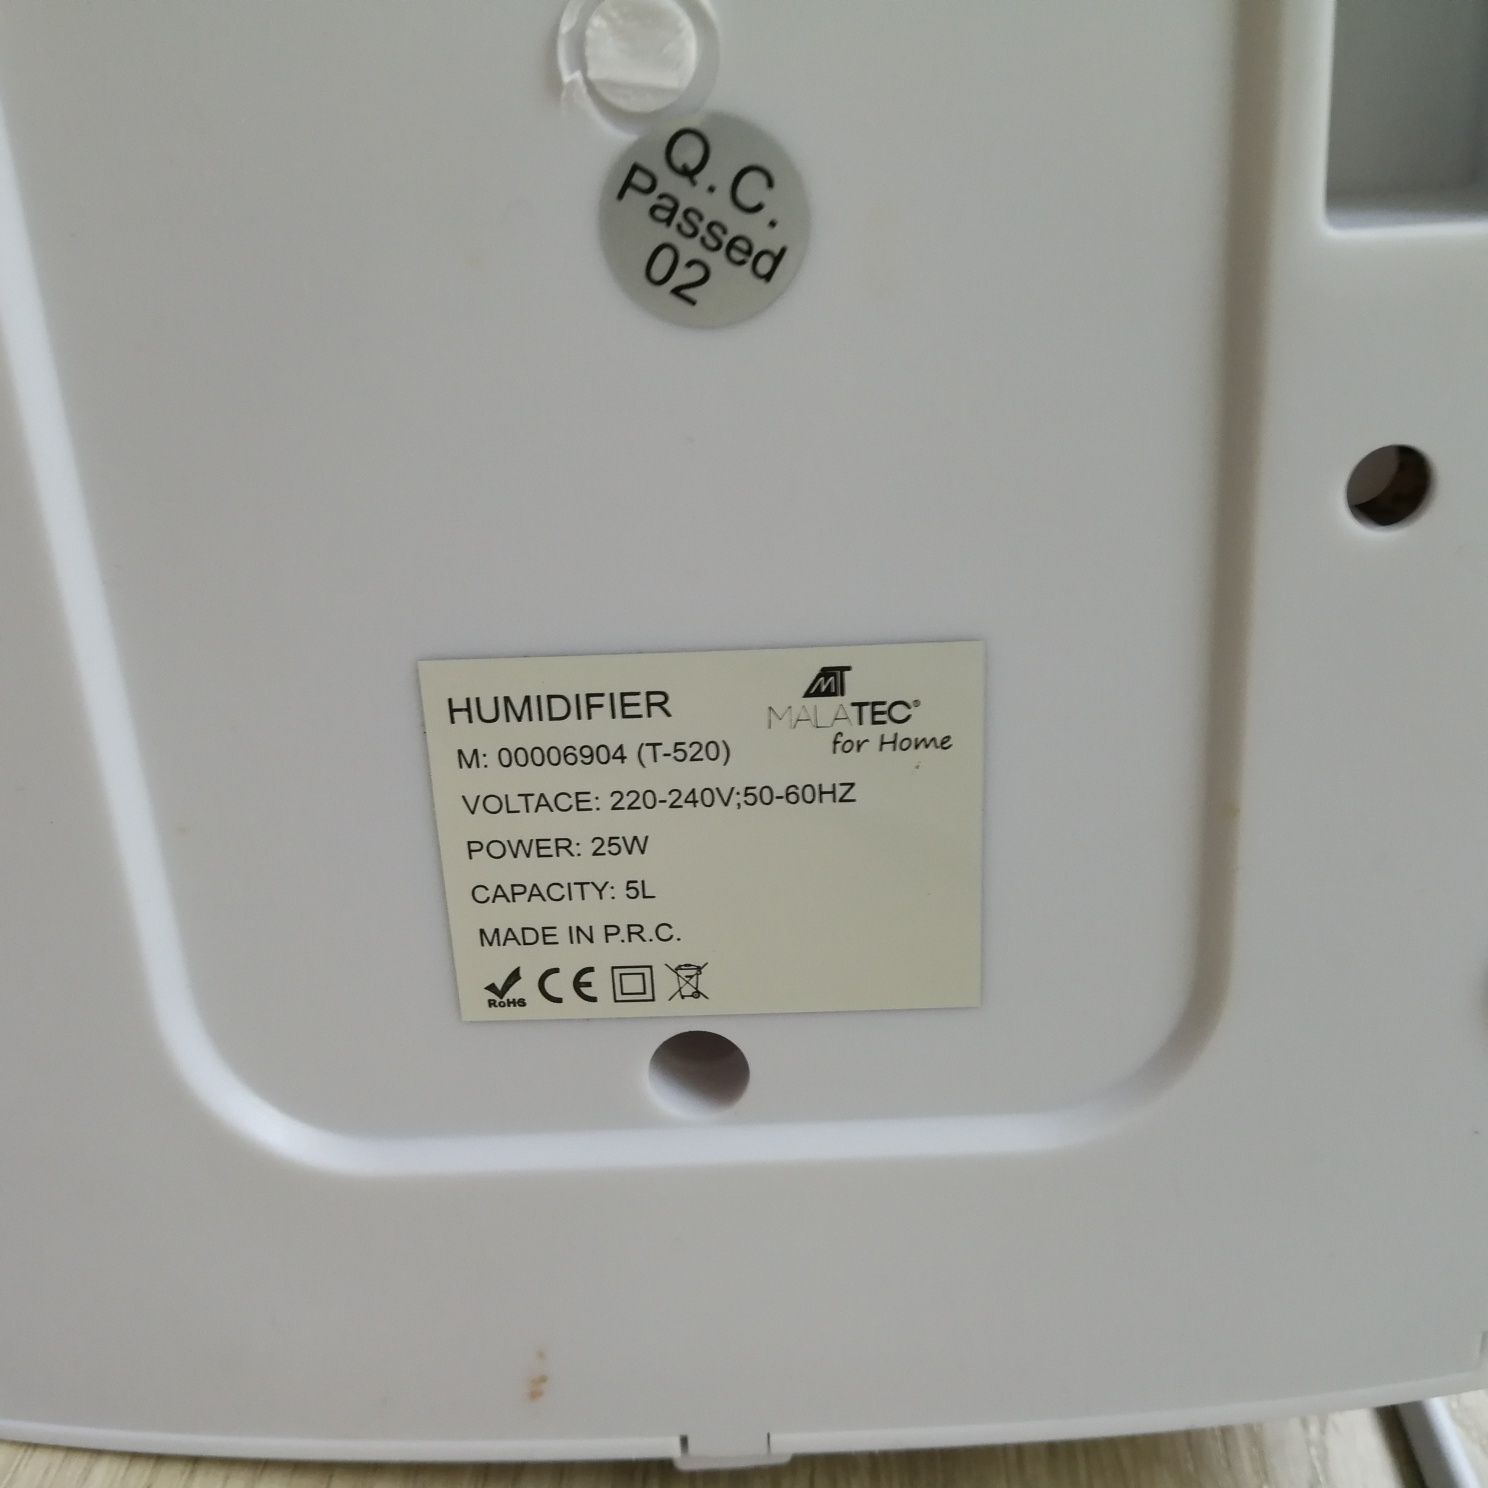 Q.C.
Passed
02
HUMIDIFIER
MT
MALATEC®
for Home
M: 00006904 (T-520)
VOLTACE: 220-240V;50-60HZ
POWER: 25W
CAPACITY: 5L
MADE IN P.R.C.
RoHS CE